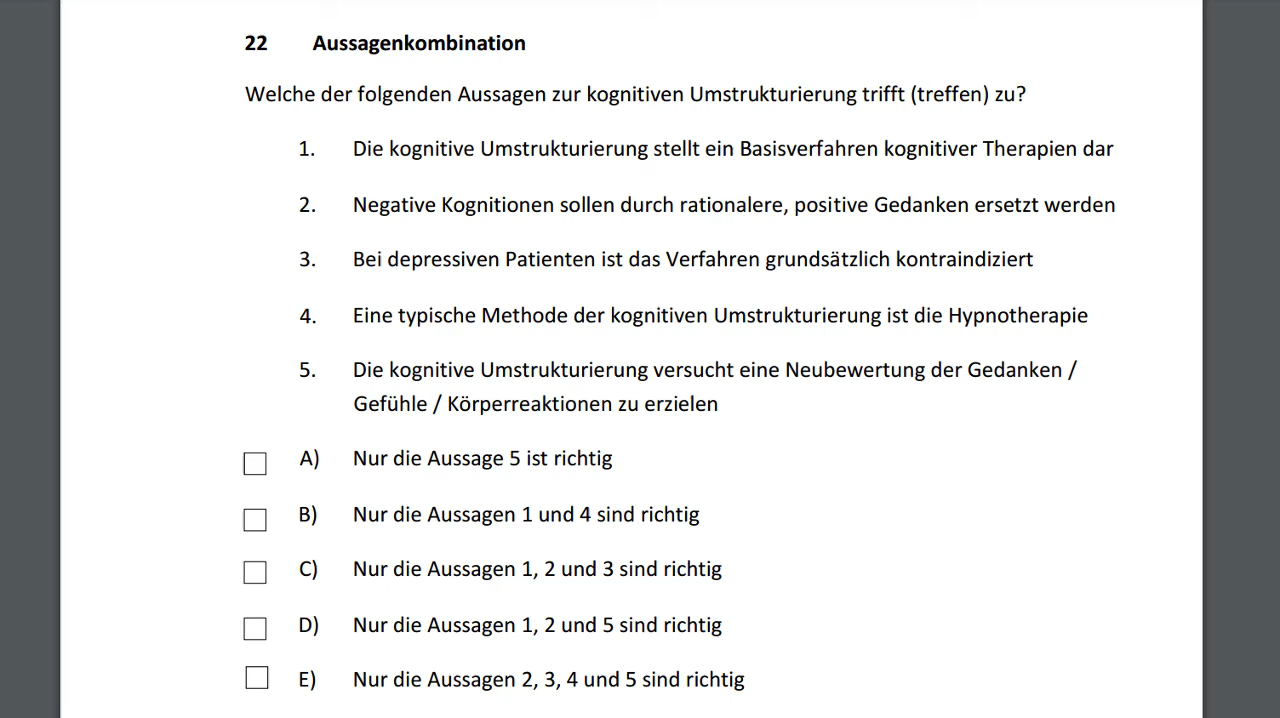 22 Aussagenkombination
Welche der folgenden Aussagen zur kognitiven Umstrukturierung trifft (treffen) zu?
1. Die kognitive Umstrukturierung stellt ein Basisverfahren kognitiver Therapien dar
2. Negative Kognitionen sollen durch rationalere, positive Gedanken ersetzt werden
3. Bei depressiven Patienten ist das Verfahren grundsätzlich kontraindiziert
4. Eine typische Methode der kognitiven Umstrukturierung ist die Hypnotherapie
5. Die kognitive Umstrukturierung versucht eine Neubewertung der Gedanken /
Gefühle / Körperreaktionen zu erzielen
A) Nur die Aussage 5 ist richtig
B) Nur die Aussagen 1 und 4 sind richtig
C) Nur die Aussagen 1, 2 und 3 sind richtig
D) Nur die Aussagen 1, 2 und 5 sind richtig
E) Nur die Aussagen 2, 3, 4 und 5 sind richtig